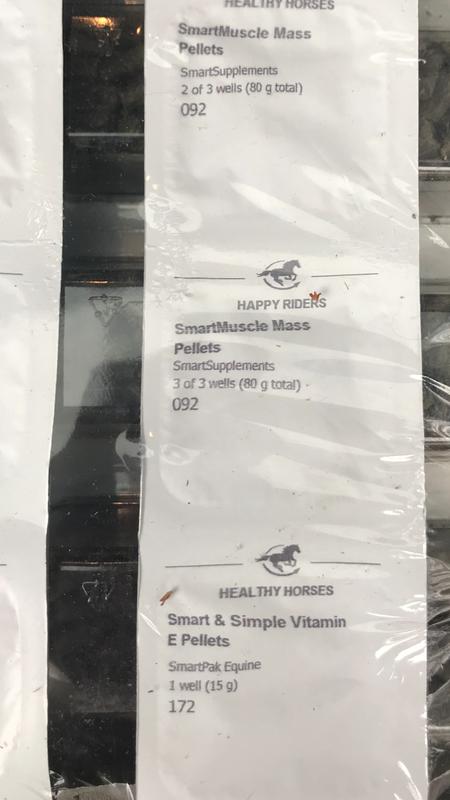 HEALTHY HORSES
SmartMuscle Mass
Pellets
SmartSupplements
2 of 3 wells (80 g total)
092
HAPPY RIDERS
SmartMuscle Mass
Pellets
SmartSupplements
3 of 3 wells (80 g total)
092
HEALTHY HORSES
Smart & Simple Vitamin
E Pellets
SmartPak Equine
1 well (15 g)
172